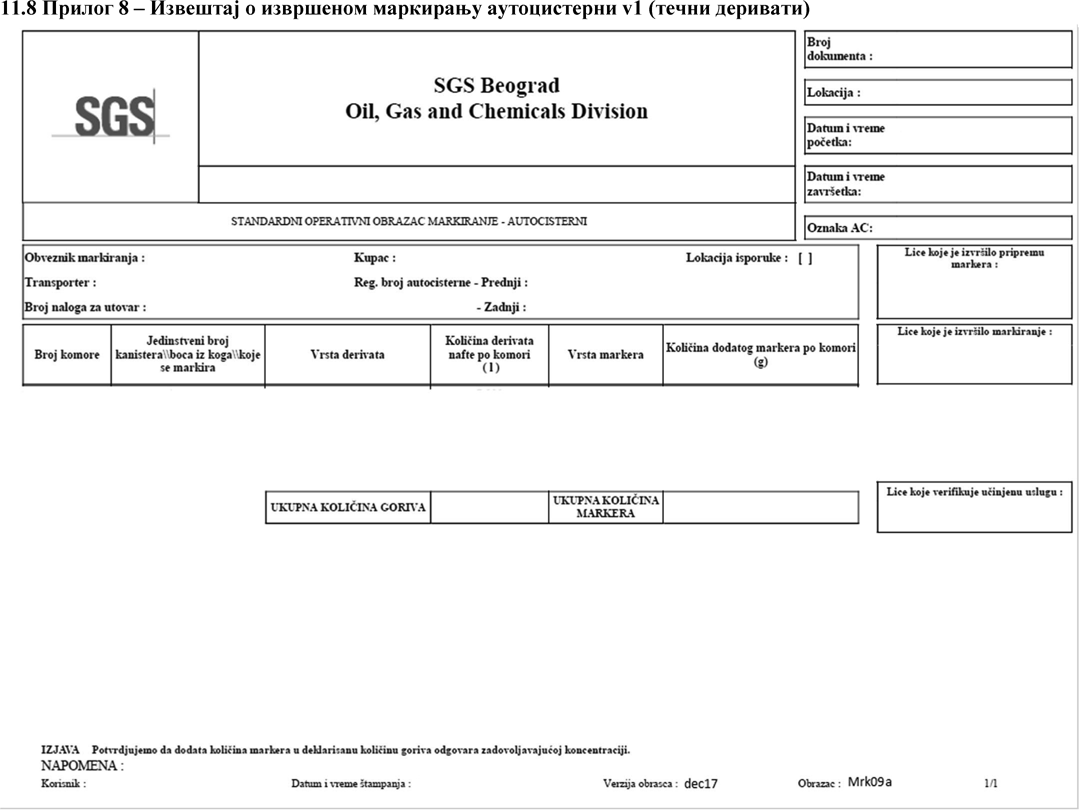 11.8 Прилог 8 – Извештај о извршеном маркирању аутоцистерни v1 (течни деривати)
SGS
SGS Beograd
Oil, Gas and Chemicals Division
STANDARDNI OPERATIVNI OBRAZAC MARKIRANJE - AUTOCISTERNI
Broj
dokumenta :
Lokacija :
Datum i vreme
početka:
Datum i vreme
završetka:
Oznaka AC:
Obveznik markiranja :
Kupac :
Lokacija isporuke : [ ]
Transporter :
Reg. broj autocisterne - Prednji :
Broj naloga za utovar :
- Zadnji :
Lice koje je izvršilo pripremu
markera :
Broj komore
Jedinstveni broj
kanistera\\boca iz koga\\koje
se markira
Vrsta derivata
Količina derivata
nafte po komori
(l)
Vrsta markera
Količina dodatog markera po komori
(g)
Lice koje je izvršilo markiranje :
UKUPNA KOLIČINA GORIVA
UKUPNA KOLIČINA
MARKERA
Lice koje verifikuje učinjenu uslugu :
IZJAVA Potvrdjujemo da dodata količina markera u deklarisanu količinu goriva odgovara zadovoljavajućoj koncentraciji.
NAPOMENA :
Korisnik :
Datum i vreme štampanja :
Verzija obrasca : dec17
Obrazac : Mrk09a
1/1